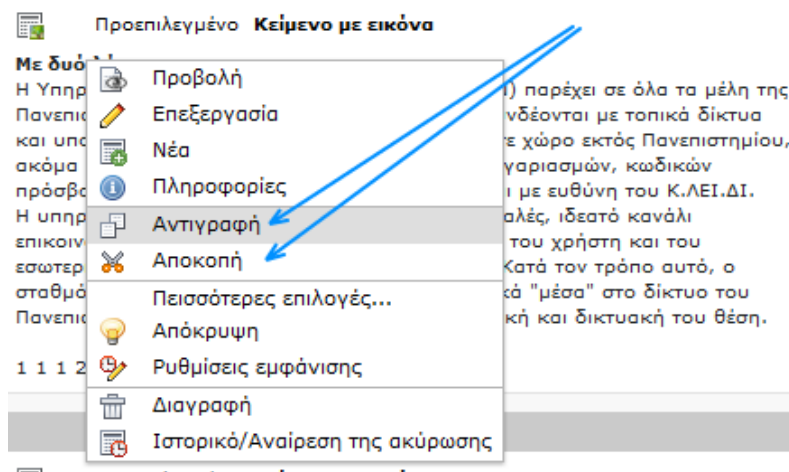 Προεπιλεγμένο Κείμενο με εικόνα
Με δυό
Η Υπηρ
) παρέχει σε όλα τα μέλη της
Πανεπισ
νδέονται με τοπικά δίκτυα
και υπο
ε χώρο εκτός Πανεπιστημίου,
ακόμα
γαριασμών, κωδικών
πρόσβα
ι με ευθύνη του Κ.ΛΕΙ.ΔΙ.
Η υπηρ
αλές, ιδεατό κανάλι
επικοιν
του χρήστη και του
εσωτερ
Κατά τον τρόπο αυτό, ο
σταθμό
κά "μέσα" στο δίκτυο του
Πανεπισ
κή και δικτυακή του θέση.
1 1 1 2
Προβολή
Επεξεργασία
Νέα
Πληροφορίες
Αντιγραφή
Αποκοπή
Πεισσότερες επιλογές...
Απόκρυψη
Ρυθμίσεις εμφάνισης
Διαγραφή
Ιστορικό/Αναίρεση της ακύρωσης